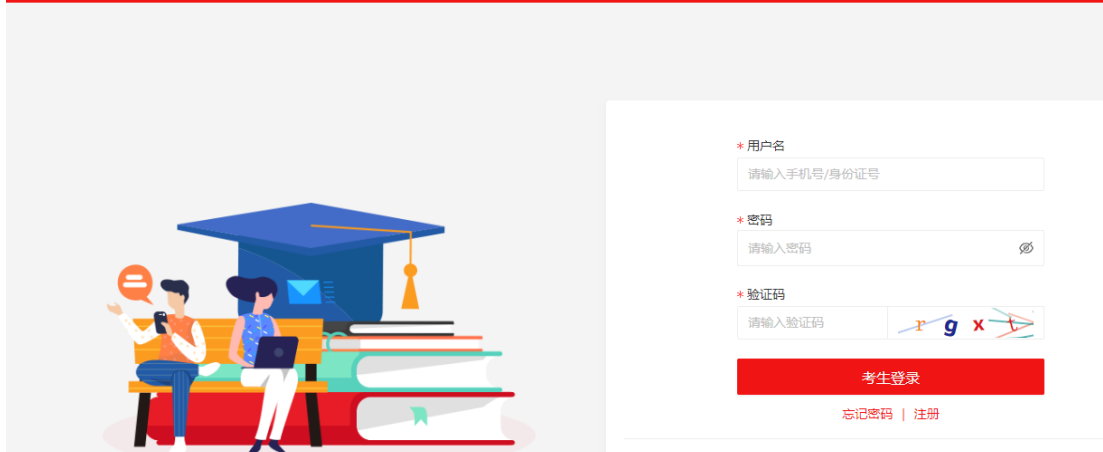 * 用户名
请输入手机号/身份证号
* 密码
请输入密码
* 验证码
请输入验证码
r g x t
考生登录
忘记密码 | 注册